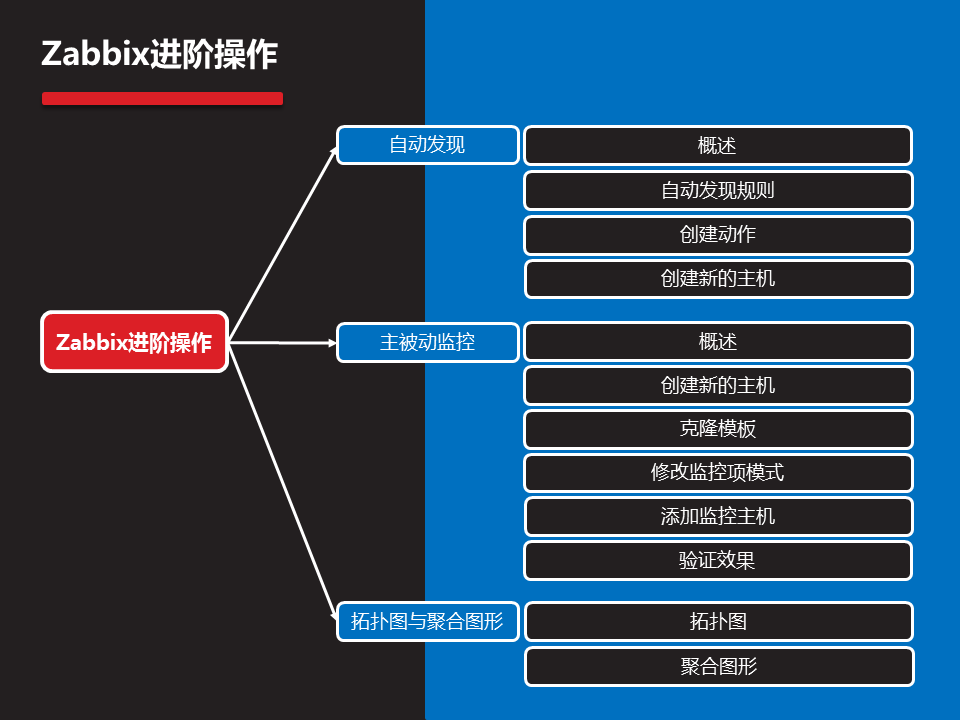 Zabbix进阶操作
自动发现
概述
自动发现规则
创建动作
创建新的主机
Zabbix进阶操作
主被动监控
概述
创建新的主机
克隆模板
修改监控项模式
添加监控主机
验证效果
拓扑图与聚合图形
拓扑图
聚合图形